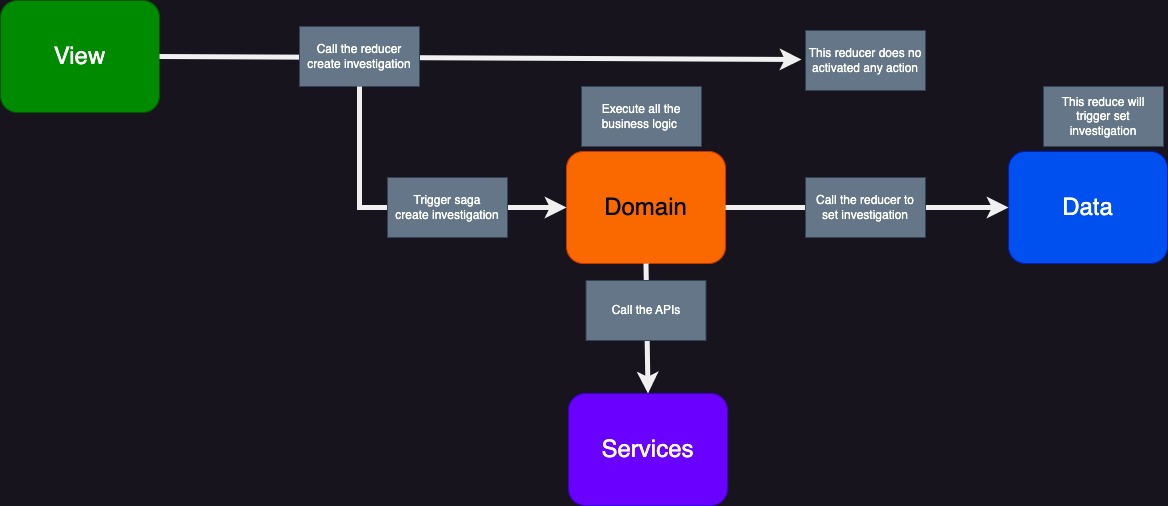 View
Call the reducer
create investigation
This reducer does no
activated any action
Execute all the
business logic
This reduce will
trigger set
investigation
Trigger saga
create investigation
Domain
Call the reducer to
set investigation
Data
Call the APIs
Services